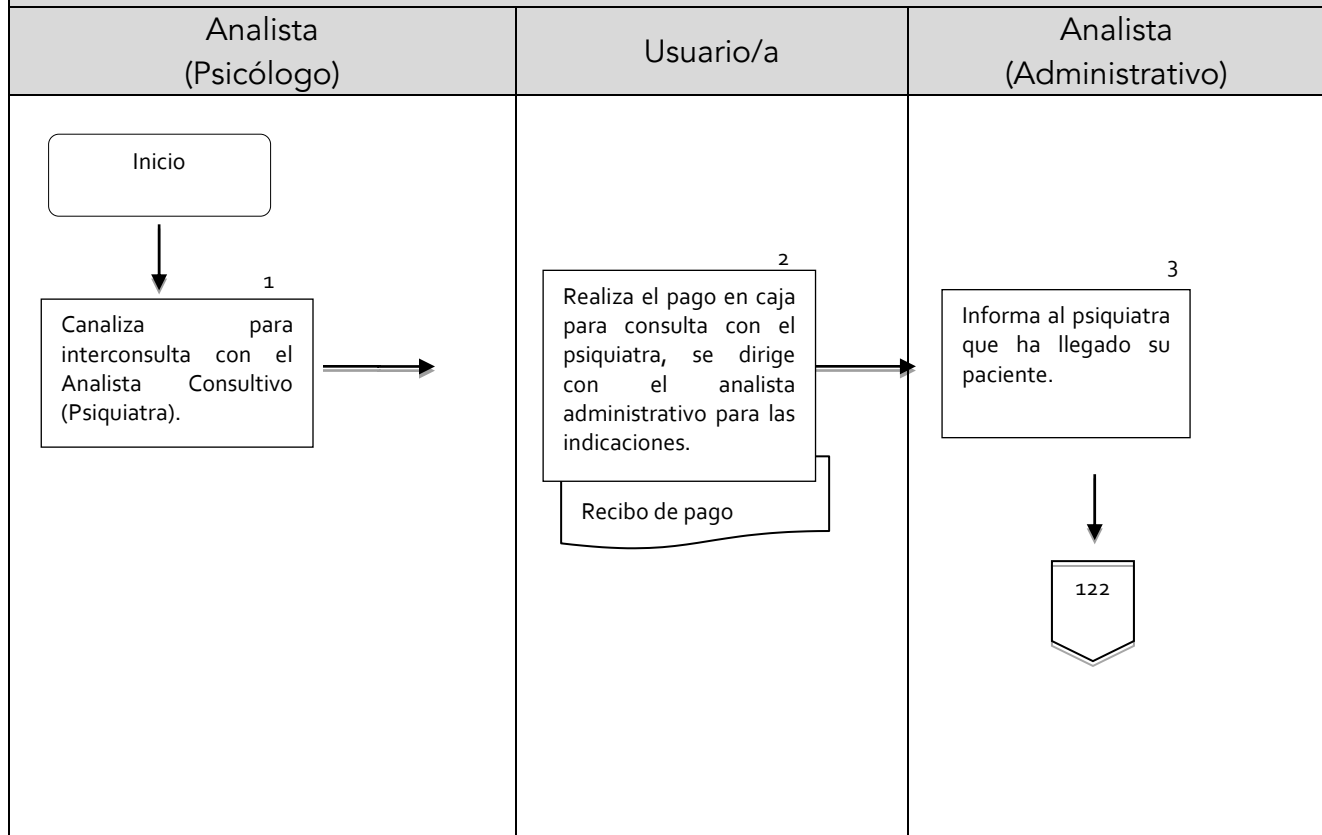 Analista
(Psicólogo)
Usuario/a
Analista
(Administrativo)
Inicio
1
Canaliza para
interconsulta con el
Analista Consultivo
(Psiquiatra).
2
Realiza el pago en caja
para consulta con el
psiquiatra, se dirige
con el analista
administrativo para las
indicaciones.
Recibo de pago
3
Informa al psiquiatra
que ha llegado su
paciente.
122